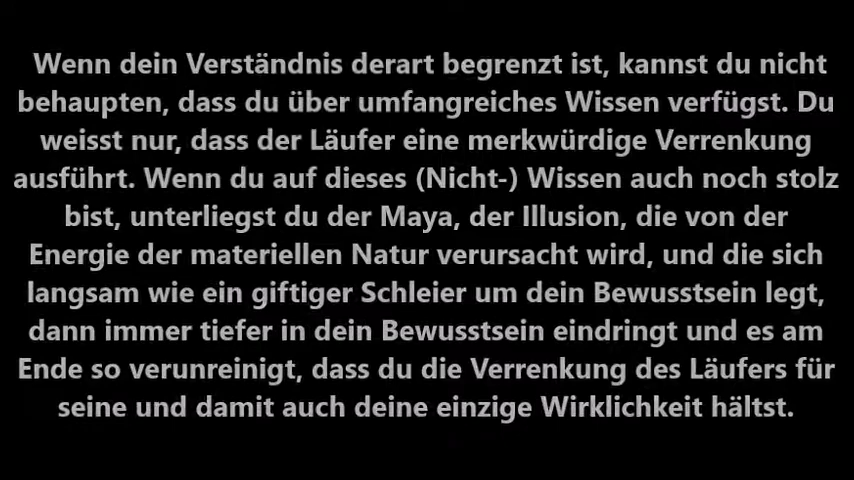 Wenn dein Verständnis derart begrenzt ist, kannst du nicht
behaupten, dass du über umfangreiches Wissen verfügst. Du
weisst nur, dass der Läufer eine merkwürdige Verrenkung
ausführt. Wenn du auf dieses (Nicht-) Wissen auch noch stolz
bist, unterliegst du der Maya, der Illusion, die von der
Energie der materiellen Natur verursacht wird, und die sich
langsam wie ein giftiger Schleier um dein Bewusstsein legt,
dann immer tiefer in dein Bewusstsein eindringt und es am
Ende so verunreinigt, dass du die Verrenkung des Läufers für
seine und damit auch deine einzige Wirklichkeit hältst.